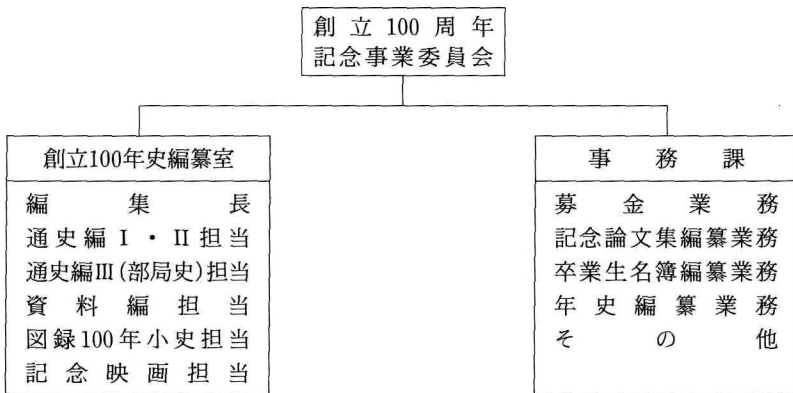 創立100周年
記念事業委員会
創立100年史編纂室
編集長
通史編Ⅰ・Ⅱ担当
通史編Ⅲ(部局史)担当
資料編担当
図録100年小史担当
記念映画担当
事務課
募金業務
記念論文集編纂業務
卒業生名簿編纂業務
年史編纂業務
その他